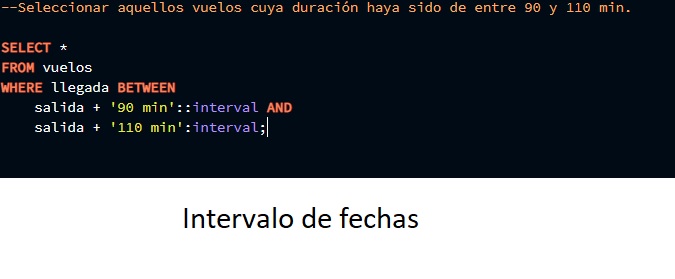 --Seleccionar aquellos vuelos cuya duración haya sido de entre 90 y 110 min.
SELECT *
FROM vuelos
WHERE llegada BETWEEN
salida + '90 min'::interval AND
salida + '110 min':interval;
Intervalo de fechas